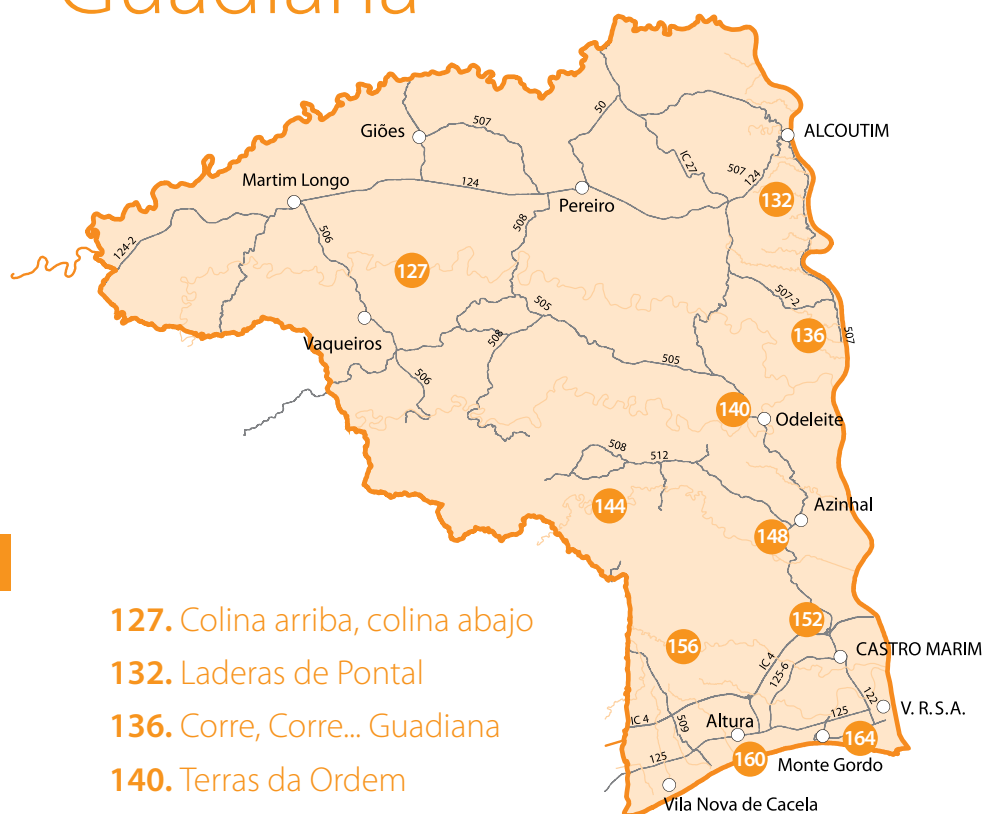 Guadiana
50
507
Giões
ALCOUTIM
IC 27
507
124
Martim Longo
124
132
Pereiro
508
506
124-2
127
507-2
505
136
507
Vaqueiros
508
505
506
140
Odeleite
508
512
144
Azinhal
148
127. Colina arriba, colina abajo
152
156
CASTRO MARIM
IC 4
125-6
132. Laderas de Pontal
122
V. R.S.A.
IC 4
509
Altura
125
136. Corre, Corre... Guadiana
164
125
160
Monte Gordo
140. Terras da Ordem
Vila Nova de Cacela